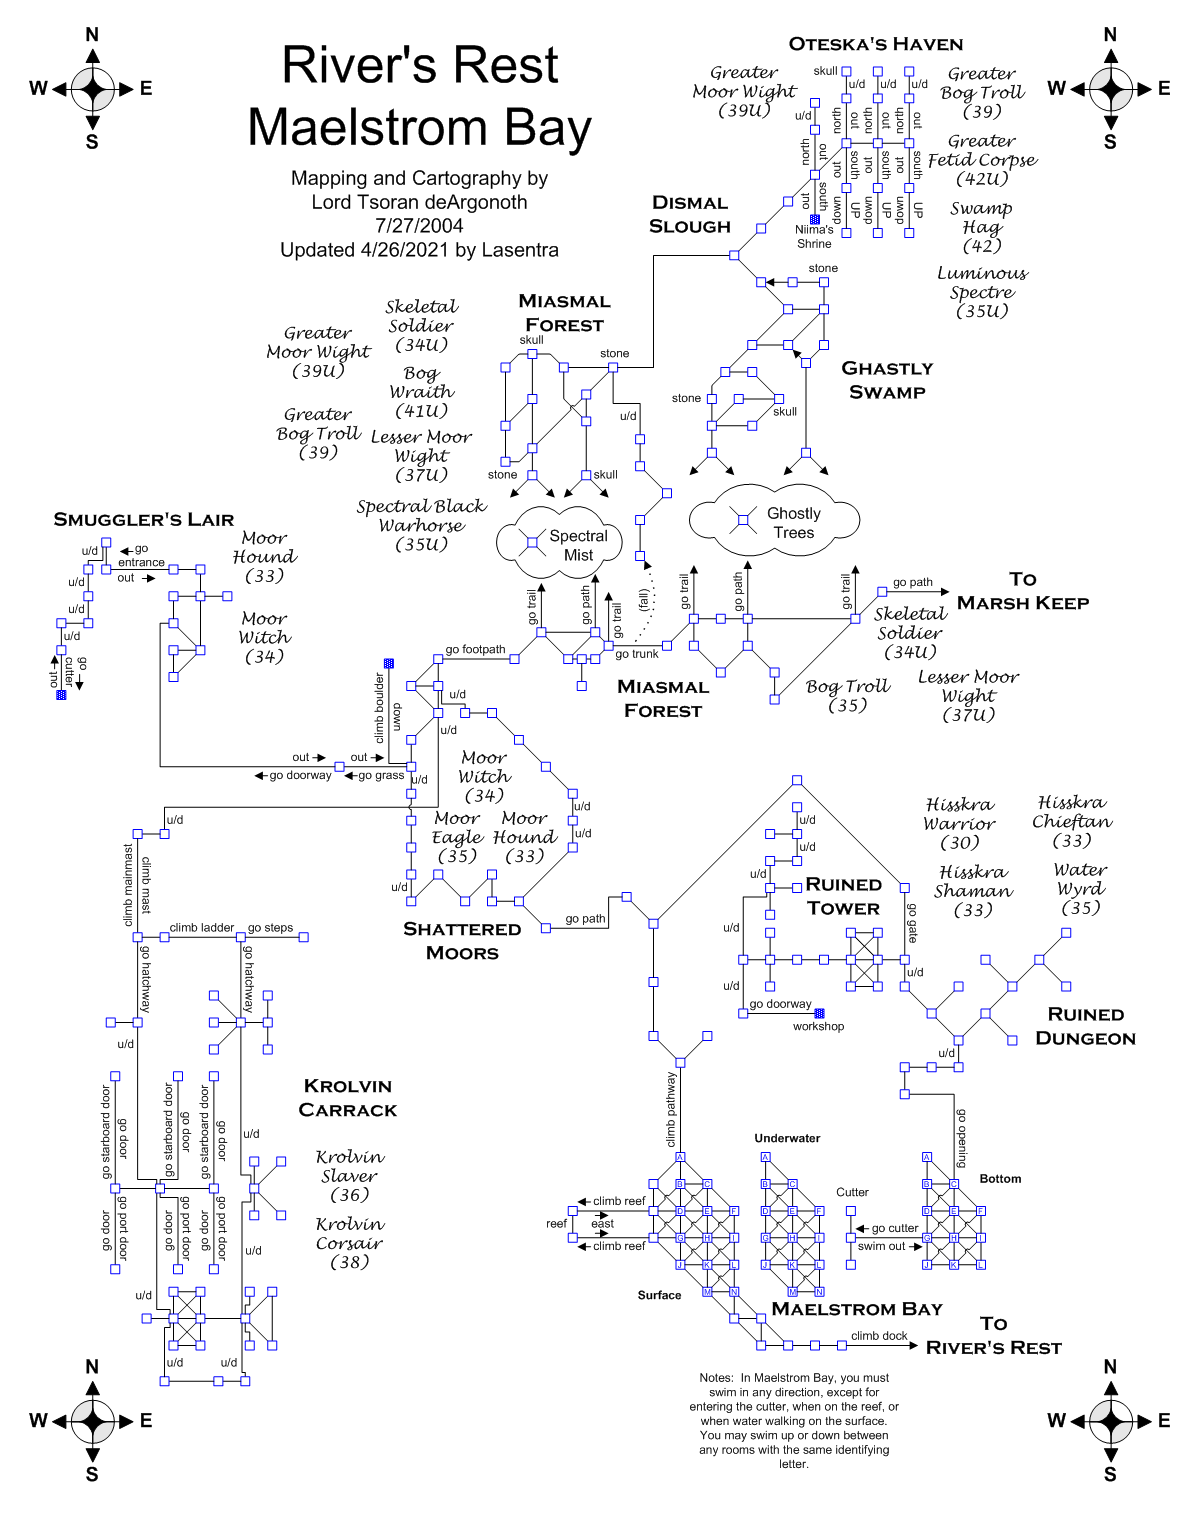 N
W E
S
N
W E
S
River's Rest
Maelstrom Bay
Mapping and Cartography by
Lord Tsoran deArgonoth
7/27/2004
Updated 4/26/2021 by Lasentra
OTESKA'S HAVEN
Greater
Moor Wight
(39U)
skull
u/d
u/d
u/d
u/d
north
out
north
out
north
out
north
out
out
south
out
south
out
south
out
south
down
UP
down
UP
down
UP
Niima's
Shrine
Greater
Bog Troll
(39)
Greater
Fetid Corpse
(42U)
Swamp
Hag
(42)
Luminous
Spectre
(35U)
DISMAL
SLOUGH
stone
GHASTLY
SWAMP
stone
skull
MIASMAL
FOREST
skull
stone
u/d
stone
skull
Skeletal
Soldier
(34U)
Greater
Moor Wight
(39U)
Bog
Wraith
(41U)
Greater
Bog Troll
(39)
Lesser Moor
Wight
(37U)
Spectral Black
Warhorse
(35U)
Spectral
Mist
Ghostly
Trees
SMUGGLER'S LAIR
u/d
go
entrance
out
u/d
u/d
u/d
out
go
cutter
Moor
Hound
(33)
Moor
Witch
(34)
go trail
go path
go trail
(fall)
go trunk
go trail
go path
go trail
go path
TO
MARSH KEEP
Skeletal
Soldier
(34U)
Lesser Moor
Wight
(37U)
Bog Troll
(35)
MIASMAL
FOREST
go footpath
u/d
u/d
climb boulder
down
out
go doorway
out
go grass
u/d
Moor
Witch
(34)
Moor
Eagle
(35)
Moor
Hound
(33)
u/d
u/d
u/d
u/d
SHATTERED
MOORS
go path
climb mainmast
climb mast
climb ladder
go steps
go hatchway
go hatchway
u/d
u/d
go starboard door
go door
go starboard door
go door
go starboard door
go door
go door
go port door
go door
go port door
go door
go port door
u/d
u/d
u/d
u/d
KROLVIN
CARRACK
Krolvin
Slaver
(36)
Krolvin
Corsair
(38)
u/d
u/d
u/d
u/d
u/d
RUINED
TOWER
go gate
u/d
go doorway
workshop
Hisskra
Warrior
(30)
Hisskra
Chieftan
(33)
Hisskra
Shaman
(33)
Water
Wyrd
(35)
RUINED
DUNGEON
u/d
go opening
climb pathway
Underwater
Bottom
Cutter
climb reef
reef
east
climb reef
go cutter
swim out
A
B C
D E F
G H I
J K L
M N
A
B C
D E F
G H I
J K L
M N
A
B C
D E F
G H I
J K L
Surface
MAELSTROM BAY
climb dock
TO
RIVER'S REST
Notes: In Maelstrom Bay, you must
swim in any direction, except for
entering the cutter, when on the reef, or
when water walking on the surface.
You may swim up or down between
any rooms with the same identifying
letter.
N
W E
S
N
W E
S